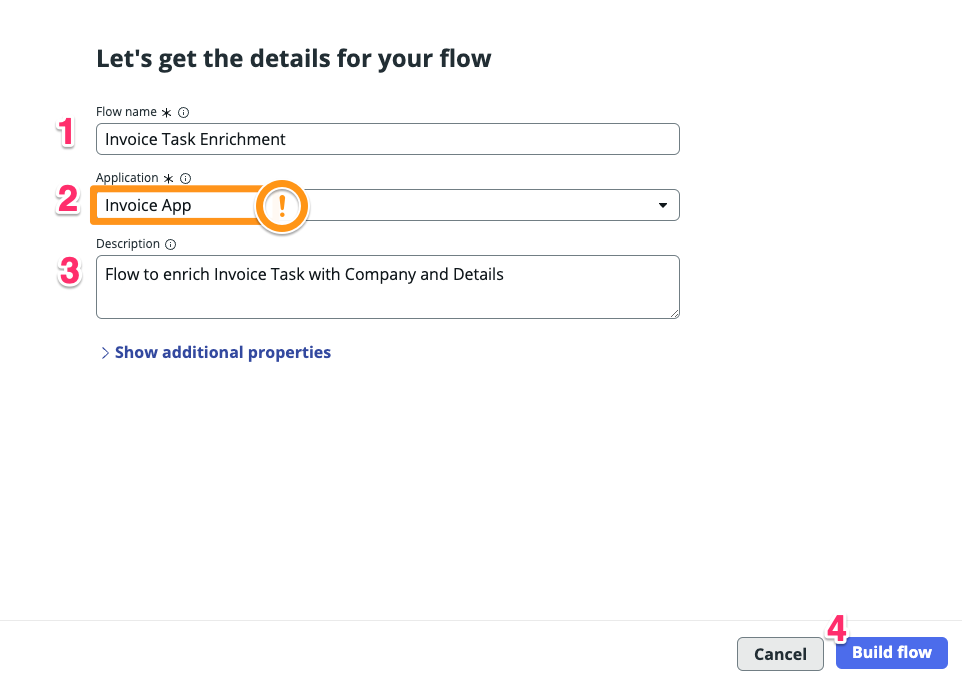 Let's get the details for your flow
Flow name *
1
Invoice Task Enrichment
Application *
2
Invoice App !
Description
3
Flow to enrich Invoice Task with Company and Details
Show additional properties
4
Cancel
Build flow